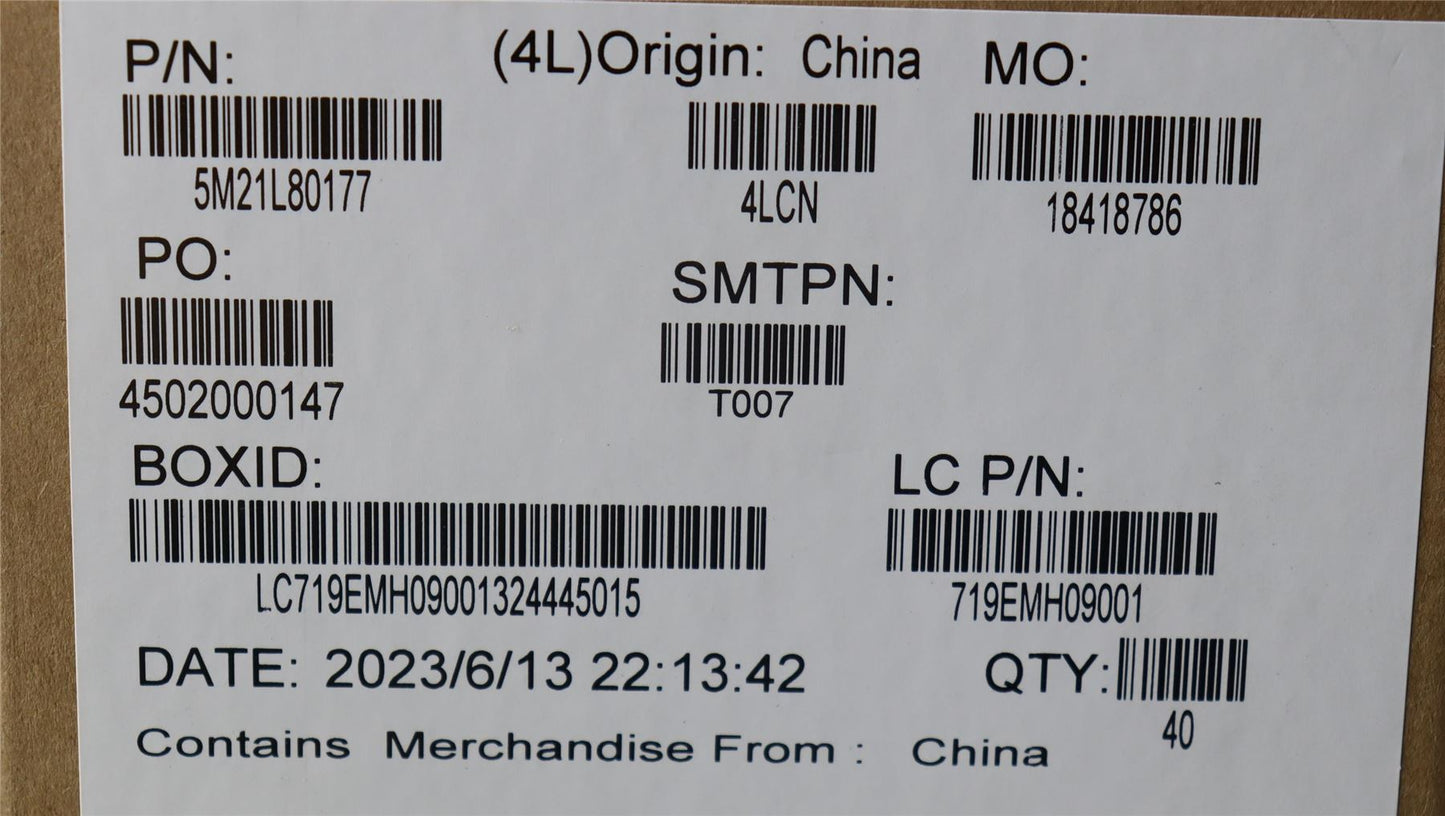 P/N: (4L)Origin: China MO:
5M21L80177 4LCN 18418786
PO: SMTPN:
4502000147 T007
BOXID: LC P/N:
LC719EMH09001324445015 719EMH09001
DATE: 2023/6/13 22:13:42 QTY:
40
Contains Merchandise From : China